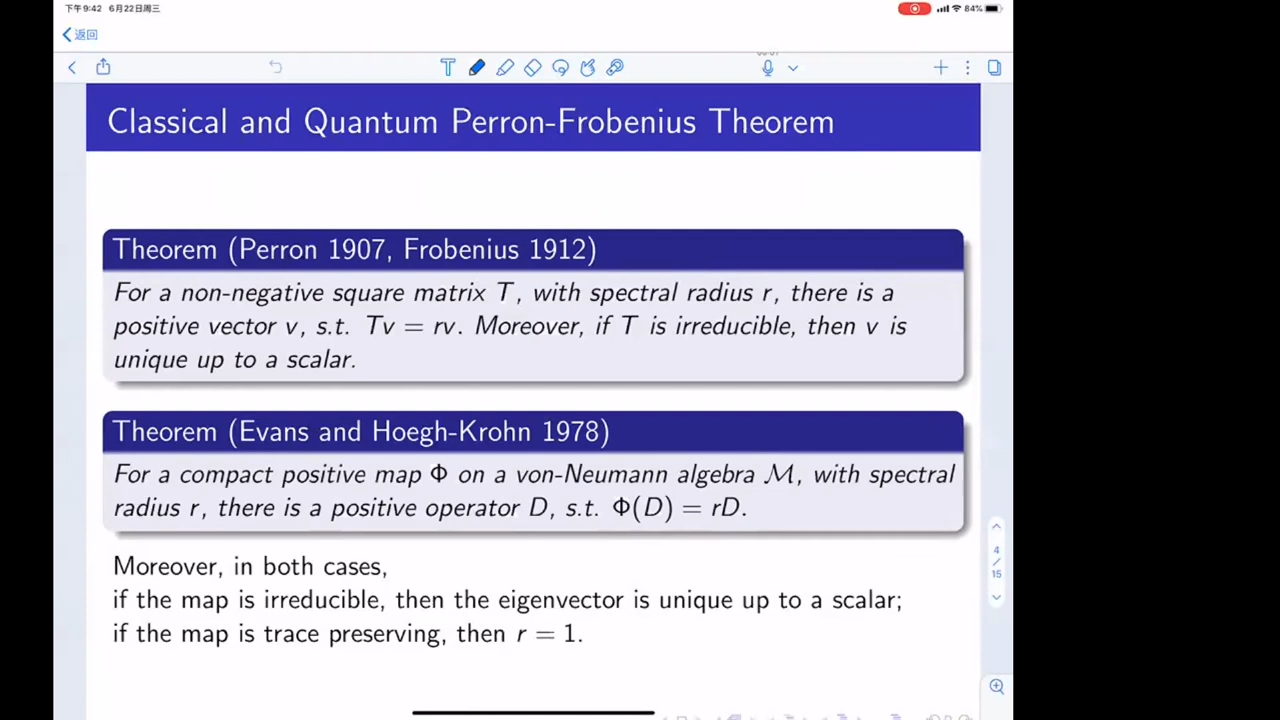 下午9:42 6月22日周三
84%
返回
Classical and Quantum Perron-Frobenius Theorem
Theorem (Perron 1907, Frobenius 1912)
For a non-negative square matrix T, with spectral radius r, there is a
positive vector v, s.t. Tv = rv. Moreover, if T is irreducible, then v is
unique up to a scalar.
Theorem (Evans and Hoegh-Krohn 1978)
For a compact positive map Φ on a von-Neumann algebra ℳ, with spectral
radius r, there is a positive operator D, s.t. Φ(D) = rD.
Moreover, in both cases,
if the map is irreducible, then the eigenvector is unique up to a scalar;
if the map is trace preserving, then r = 1.
4
/
15